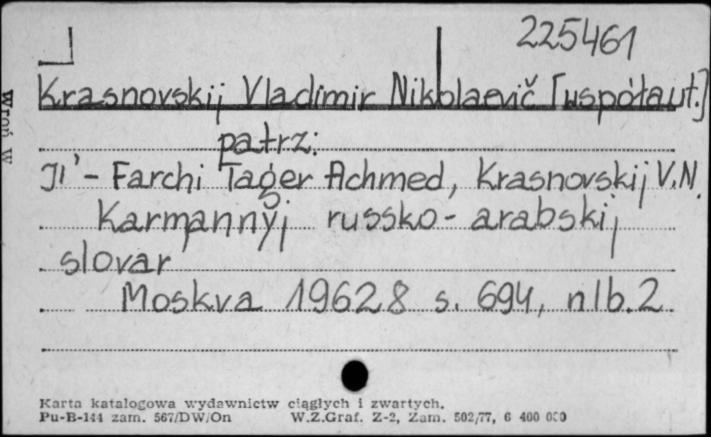 225461
Krasnovskij Vladimir Nikolaevič [współaut.]
patrz:
Farchi Tager Achmed, Krasnovskij V.N.
Karmannyj russko-arabskij
slovar
Moskva 1962 8 s. 694, nlb. 2
Karta katalogowa wydawnictw ciągłych i zwartych.
Pu-B-144 zam. 567/DW/On W.Z.Graf. Z-2, Zam. 502/77, 6 400 000